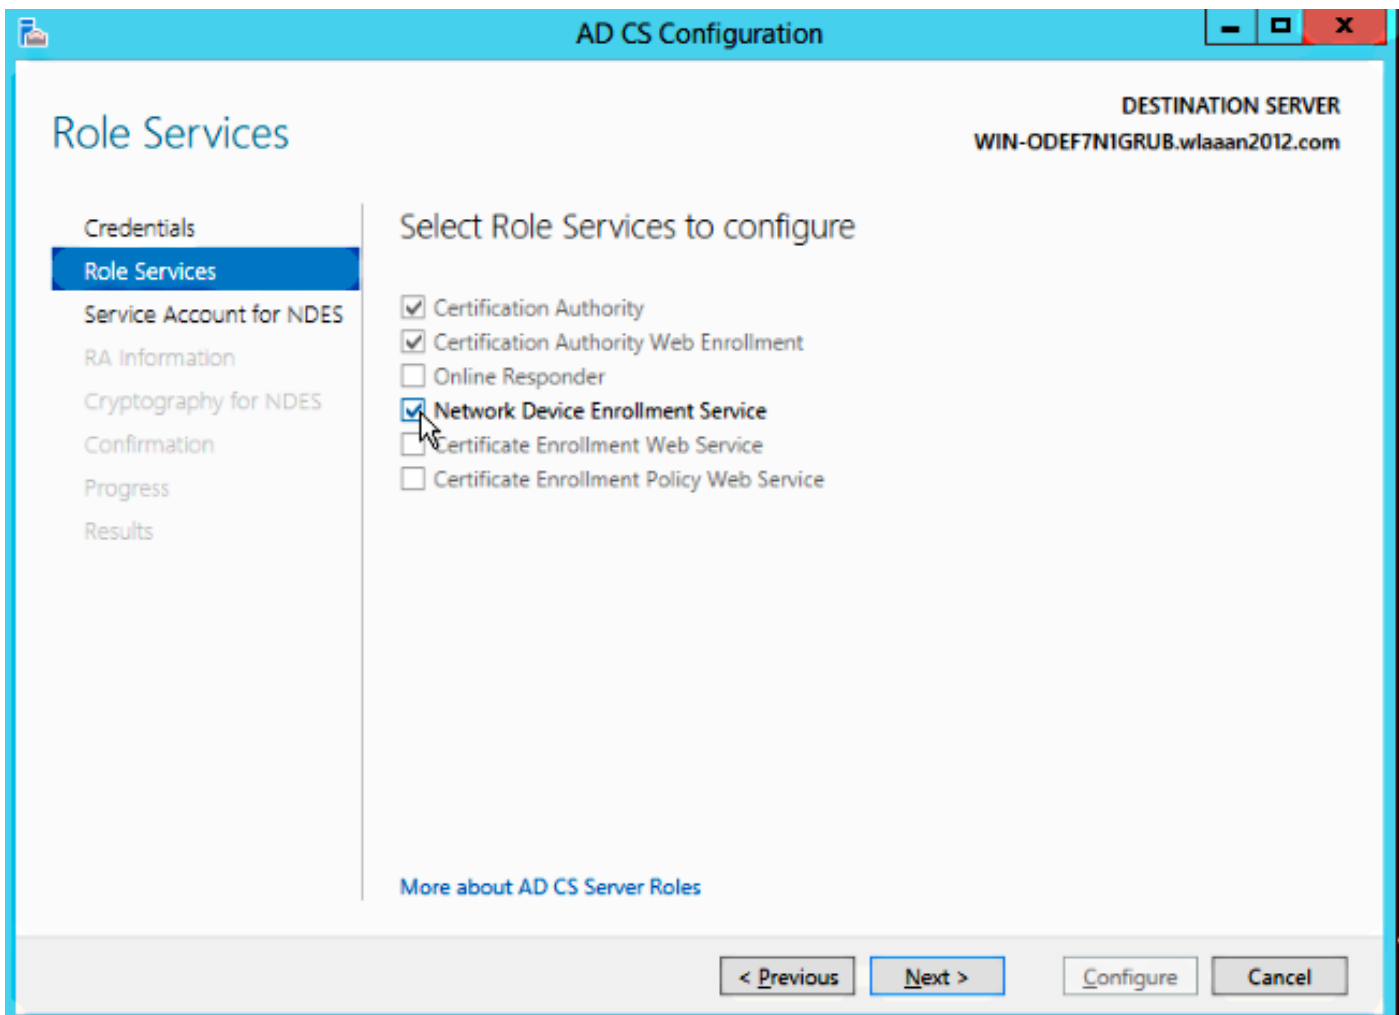 AD CS Configuration
Role Services
DESTINATION SERVER
WIN-ODEF7N1GRUB.wlaaan2012.com
Credentials
Role Services
Service Account for NDES
RA Information
Cryptography for NDES
Confirmation
Progress
Results
Select Role Services to configure
Certification Authority
Certification Authority Web Enrollment
Online Responder
Network Device Enrollment Service
Certificate Enrollment Web Service
Certificate Enrollment Policy Web Service
More about AD CS Server Roles
< Previous
Next >
Configure
Cancel